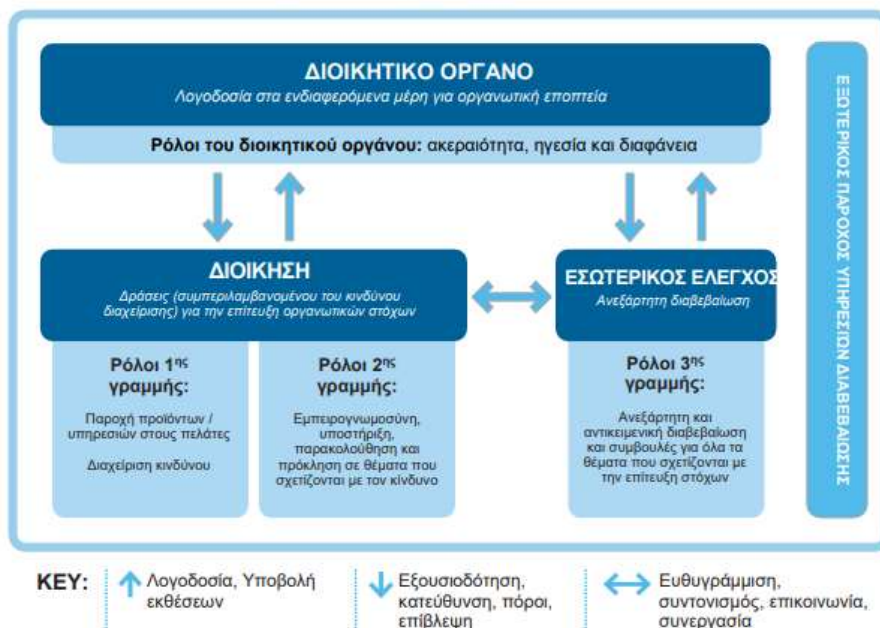 ΔΙΟΙΚΗΤΙΚΟ ΟΡΓΑΝΟ
Λογοδοσία στα ενδιαφερόμενα μέρη για οργανωτική εποπτεία
Ρόλοι του διοικητικού οργάνου: ακεραιότητα, ηγεσία και διαφάνεια
ΔΙΟΙΚΗΣΗ
Δράσεις (συμπεριλαμβανομένου του κινδύνου
διαχείρισης) για την επίτευξη οργανωτικών στόχων
Ρόλοι 1ης
γραμμής:
Παροχή προϊόντων /
υπηρεσιών στους πελάτες
Διαχείριση κινδύνου
Ρόλοι 2ης
γραμμής:
Εμπειρογνωμοσύνη,
υποστήριξη,
παρακολούθηση και
πρόκληση σε θέματα που
σχετίζονται με τον κίνδυνο
ΕΣΩΤΕΡΙΚΟΣ ΕΛΕΓΧΟΣ
Ανεξάρτητη διαβεβαίωση
Ρόλοι 3ης
γραμμής:
Ανεξάρτητη και
αντικειμενική διαβεβαίωση
και συμβουλές για όλα τα
θέματα που σχετίζονται με
την επίτευξη στόχων
ΕΞΩΤΕΡΙΚΟΣ ΠΑΡΟΧΟΣ ΥΠΗΡΕΣΙΩΝ ΔΙΑΒΕΒΑΙΩΣΗΣ
KEY:
Λογοδοσία, Υποβολή
εκθέσεων
Εξουσιοδότηση,
κατεύθυνση, πόροι,
επίβλεψη
Ευθυγράμμιση,
συντονισμός, επικοινωνία,
συνεργασία